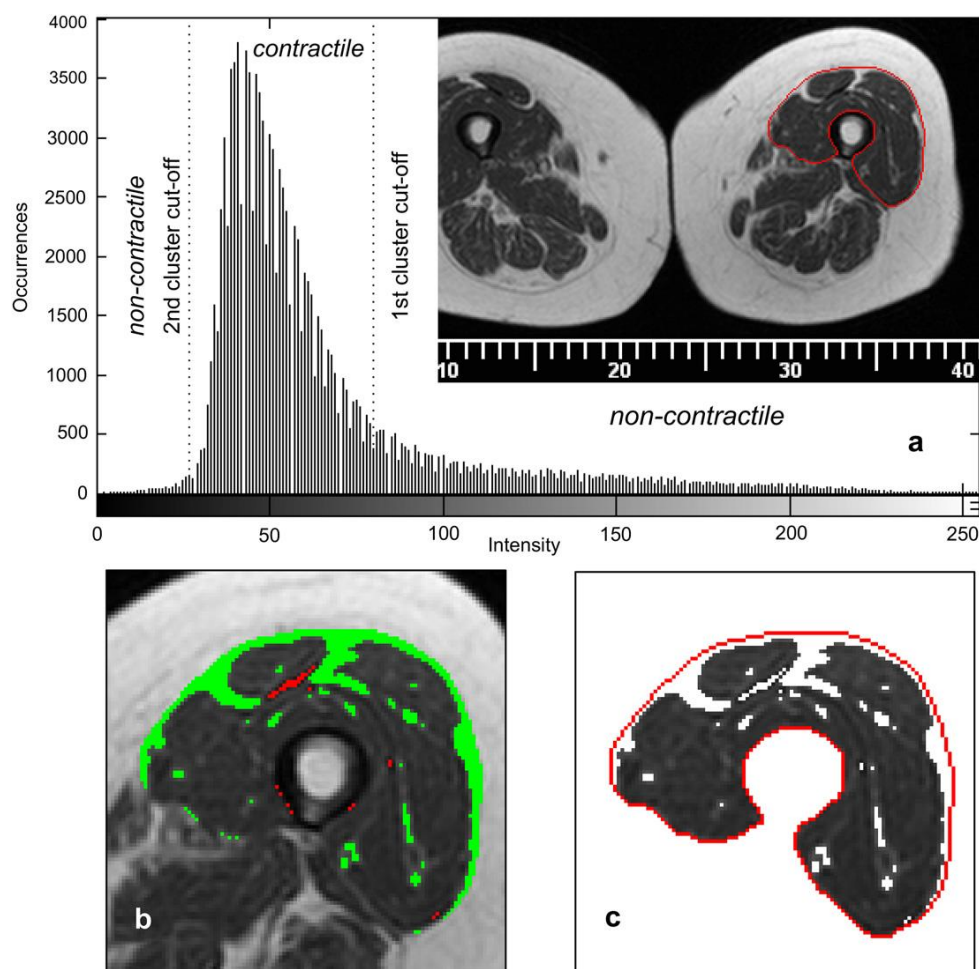 4000
3500
3000
2500
2000
1500
1000
500
0
Occurrences
non-contractile
2nd cluster cut-off
contractile
1st cluster cut-off
10 20 30 40
non-contractile
a
0 50 100 150 200 250
Intensity
b
c